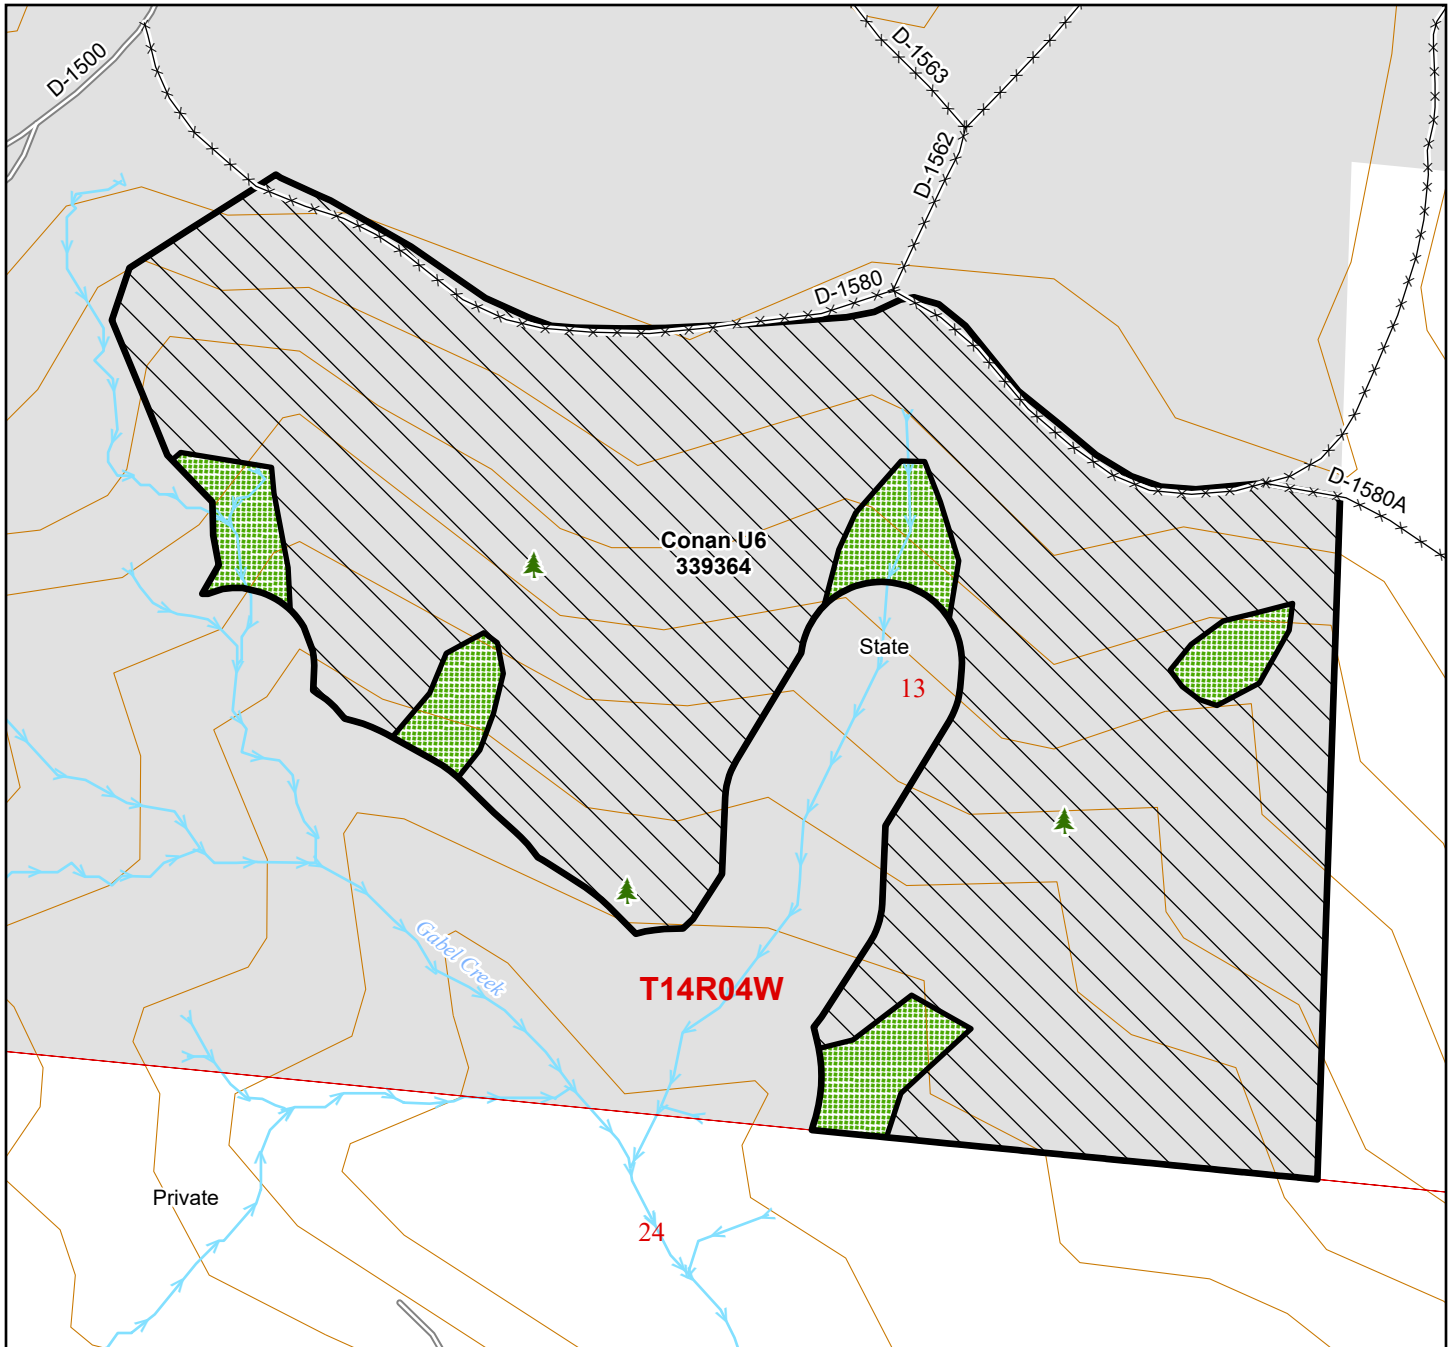 D-1500
D-1563
D-1562
D-1580
D-1580A
Conan U6
339364
State
13
Gabel Creek
T14R04W
Private
24